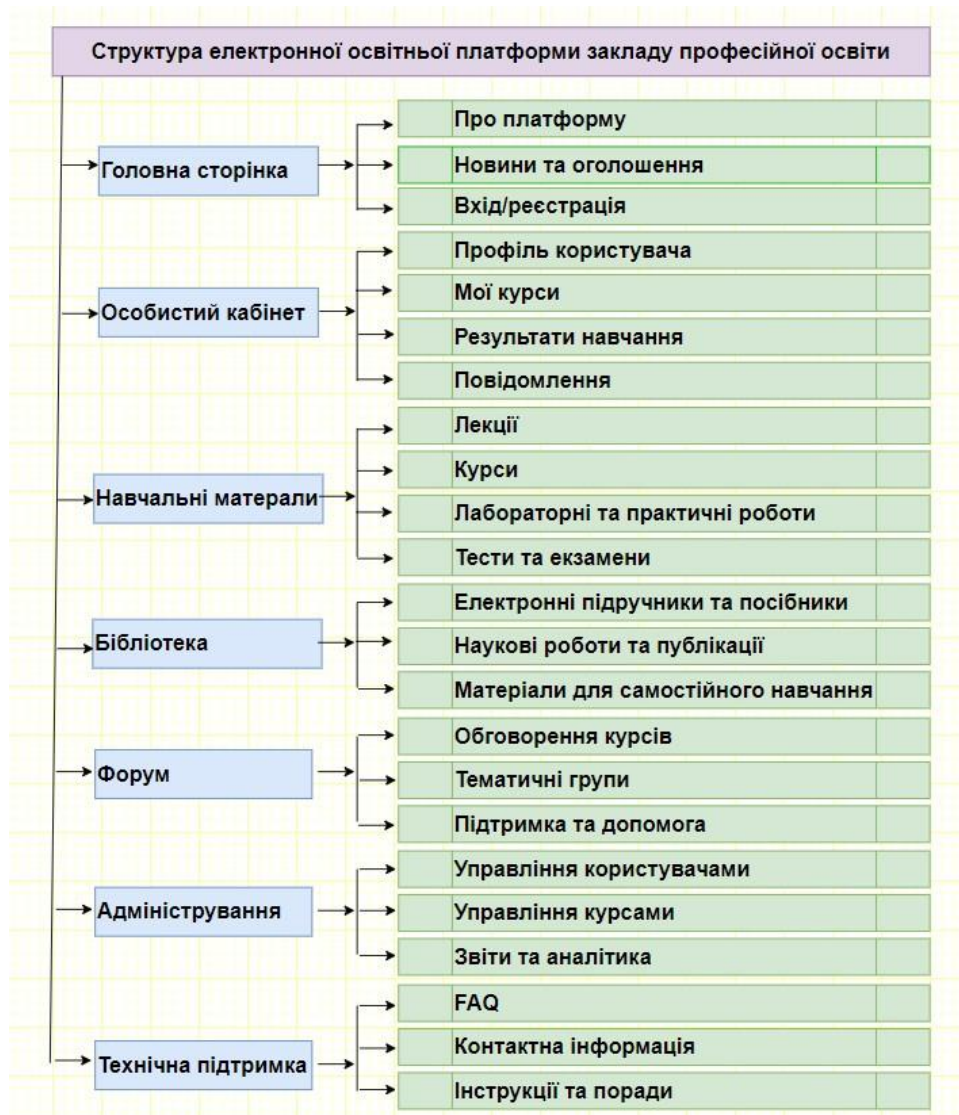 Структура електронної освітньої платформи закладу професійної освіти
Головна сторінка
Про платформу
Новини та оголошення
Вхід/реєстрація
Особистий кабінет
Профіль користувача
Мої курси
Результати навчання
Повідомлення
Навчальні матерали
Лекції
Курси
Лабораторні та практичні роботи
Тести та екзамени
Бібліотека
Електронні підручники та посібники
Наукові роботи та публікації
Матеріали для самостійного навчання
Форум
Обговорення курсів
Тематичні групи
Підтримка та допомога
Адміністрування
Управління користувачами
Управління курсами
Звіти та аналітика
Технічна підтримка
FAQ
Контактна інформація
Інструкції та поради